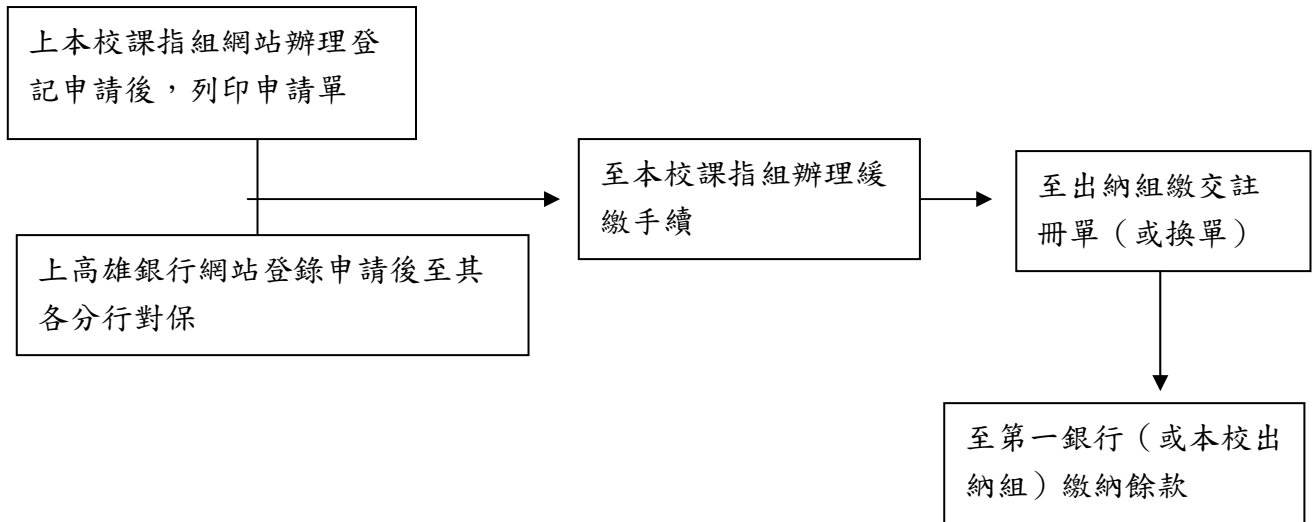 上本校課指組網站辦理登
記申請後，列印申請單
上高雄銀行網站登錄申請後至其
各分行對保
至本校課指組辦理緩
繳手續
至出納組繳交註
冊單（或換單）
至第一銀行（或本校出
納組）繳納餘款